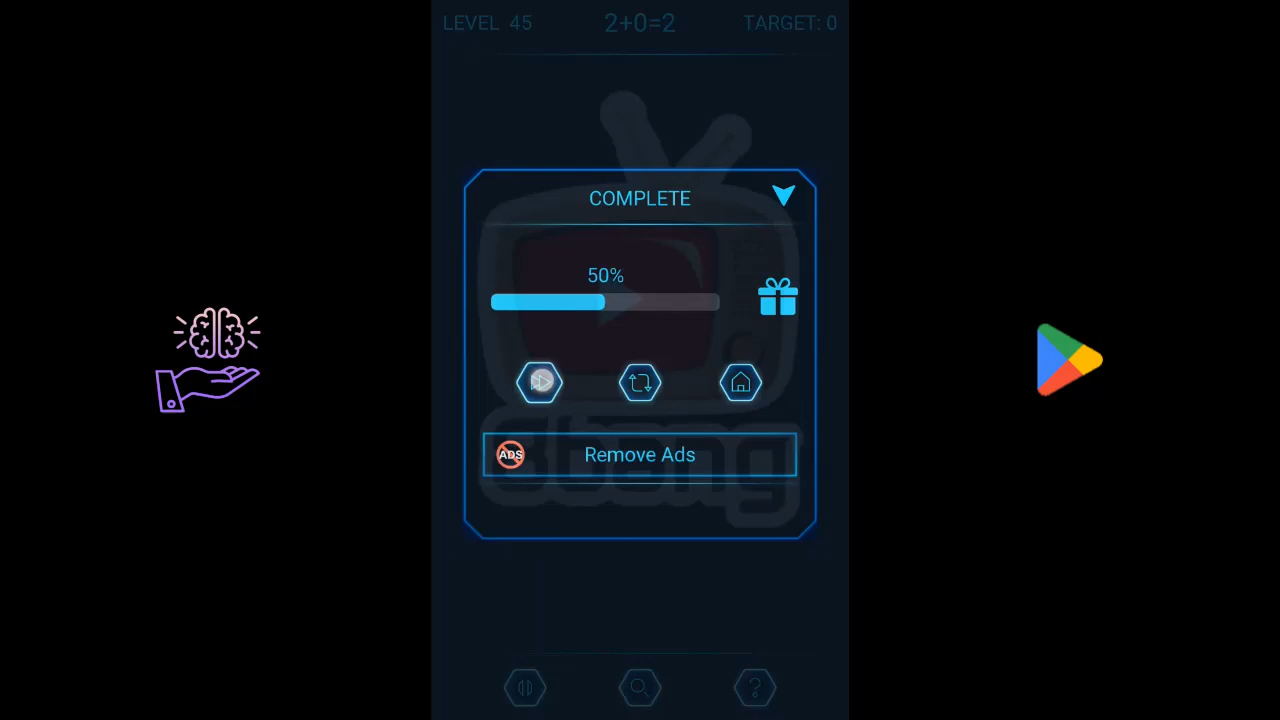 LEVEL 45
2+0=2
TARGET: 0
COMPLETE
50%
ADS
Remove Ads
?